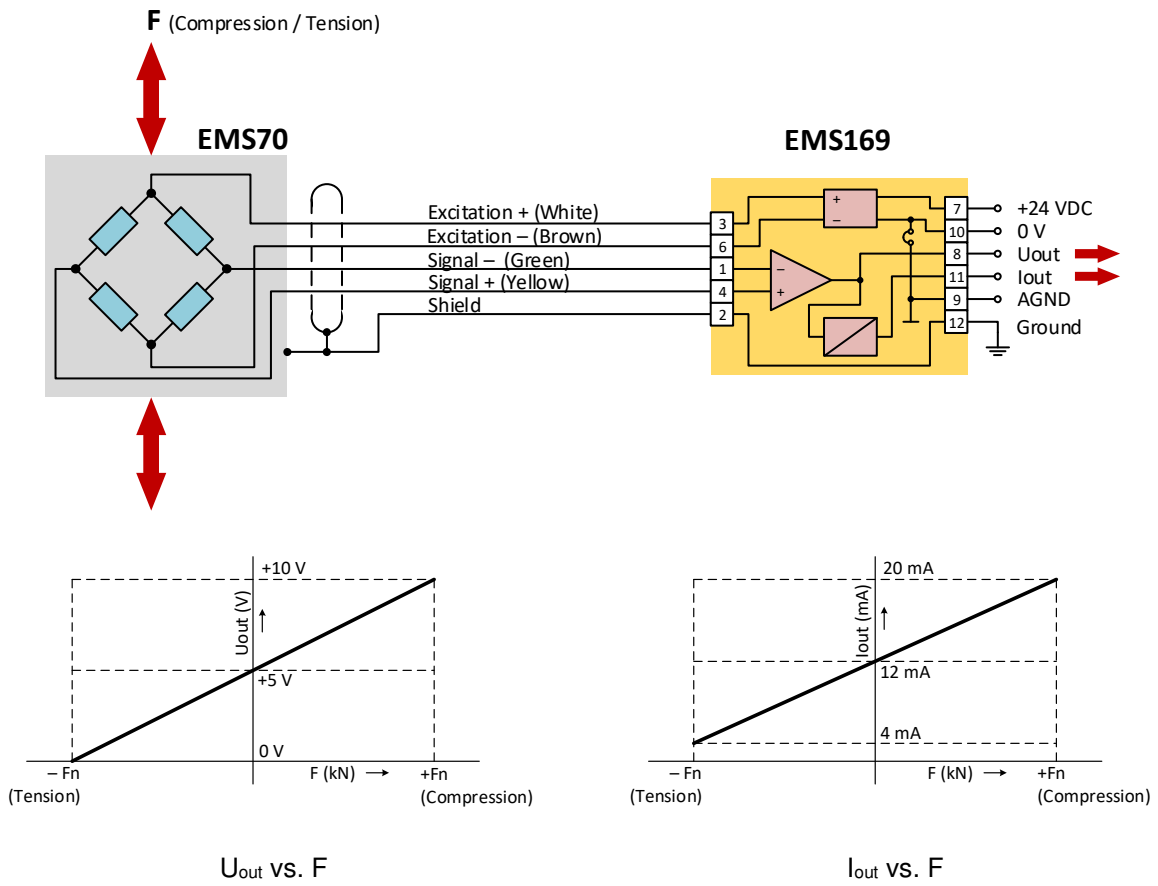 F (Compression / Tension)
EMS70
EMS169
Excitation + (White)
Excitation – (Brown)
Signal – (Green)
Signal + (Yellow)
Shield
3
6
1
4
2
+
–
–
+
7
10
8
11
9
12
+24 VDC
0 V
Uout
Iout
AGND
Ground
+10 V
Uout (V)
+5 V
0 V
– Fn
(Tension)
F (kN)
+Fn
(Compression)
Uout vs. F
20 mA
Iout (mA)
12 mA
4 mA
– Fn
(Tension)
F (kN)
+Fn
(Compression)
Iout vs. F